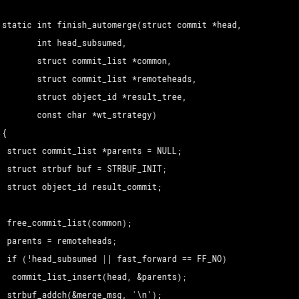 static int finish_automerge(struct commit *head,
int head_subsumed,
struct commit_list *common,
struct commit_list *remoteheads,
struct object_id *result_tree,
const char *wt_strategy)
{
struct commit_list *parents = NULL;
struct strbuf buf = STRBUF_INIT;
struct object_id result_commit;
free_commit_list(common);
parents = remoteheads;
if (!head_subsumed || fast_forward == FF_NO)
commit_list_insert(head, &parents);
strbuf_addch(&merge_msg, '\n');